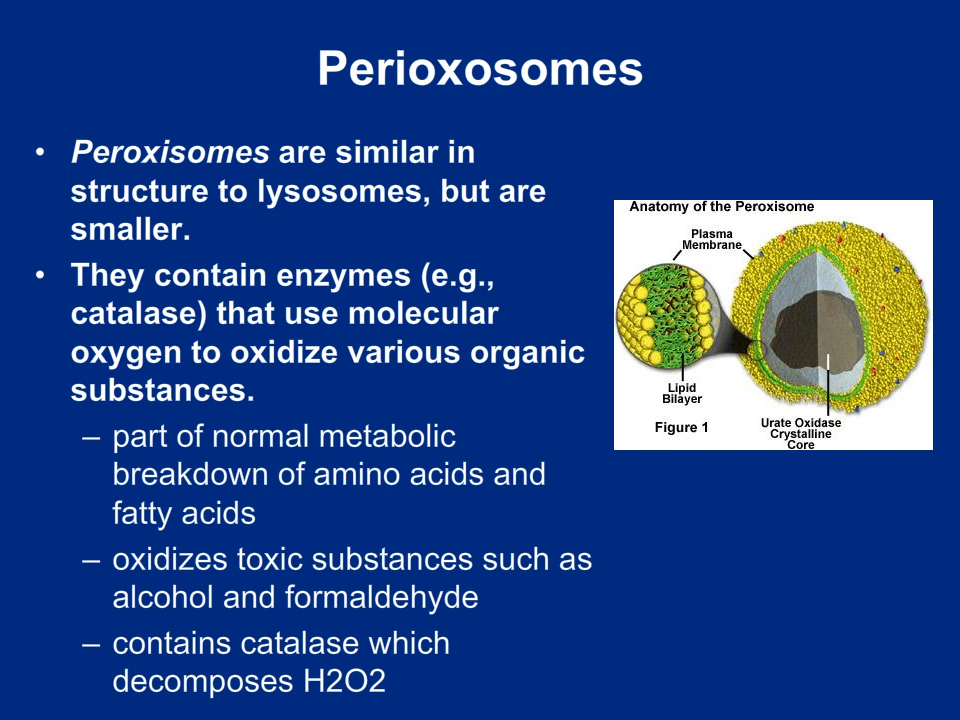 Perioxosomes
• Peroxisomes are similar in
structure to lysosomes, but are
smaller.
• They contain enzymes (e.g.,
catalase) that use molecular
oxygen to oxidize various organic
substances.
– part of normal metabolic
breakdown of amino acids and
fatty acids
– oxidizes toxic substances such as
alcohol and formaldehyde
– contains catalase which
decomposes H2O2
Anatomy of the Peroxisome
Plasma
Membrane
Lipid
Bilayer
Figure 1
Urate Oxidase
Crystalline
Core